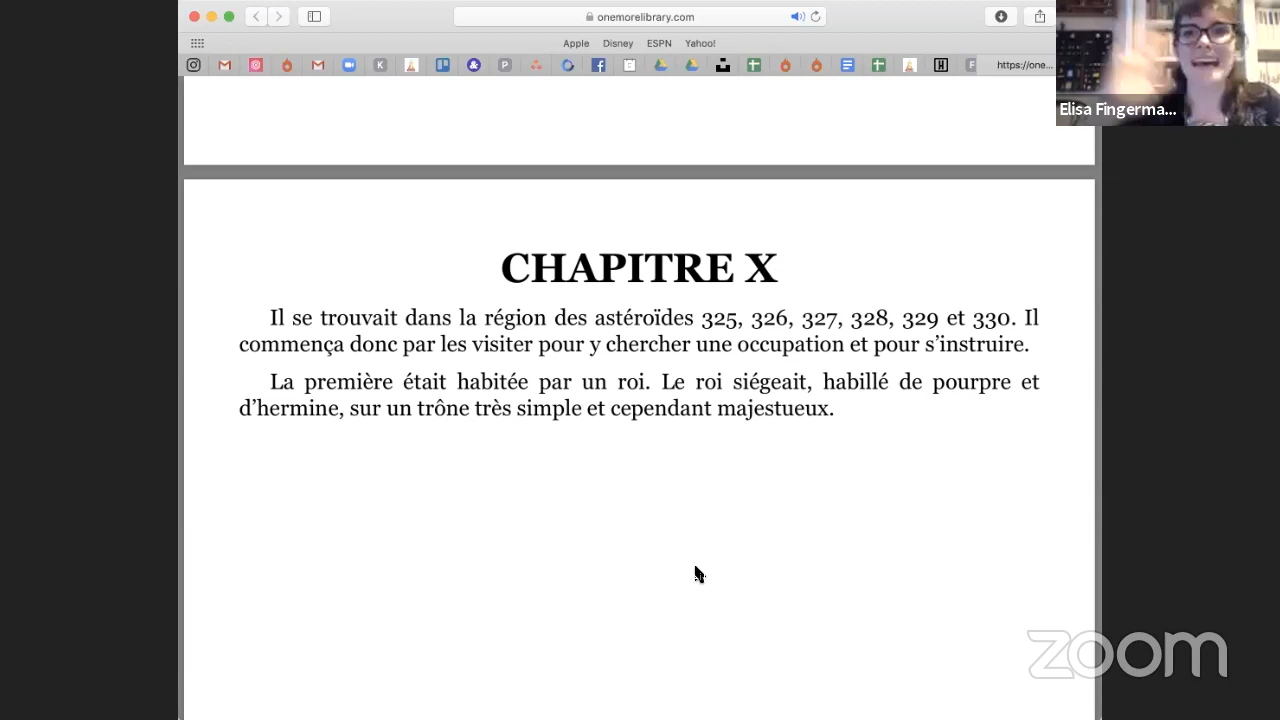 onemorelibrary.com
Apple Disney ESPN Yahoo!
K P F https://one...
Elisa Fingerma...
CHAPITRE X
Il se trouvait dans la région des astéroïdes 325, 326, 327, 328, 329 et 330. Il
commença donc par les visiter pour y chercher une occupation et pour s’instruire.
La première était habitée par un roi. Le roi siégeait, habillé de pourpre et
d’hermine, sur un trône très simple et cependant majestueux.
zoom